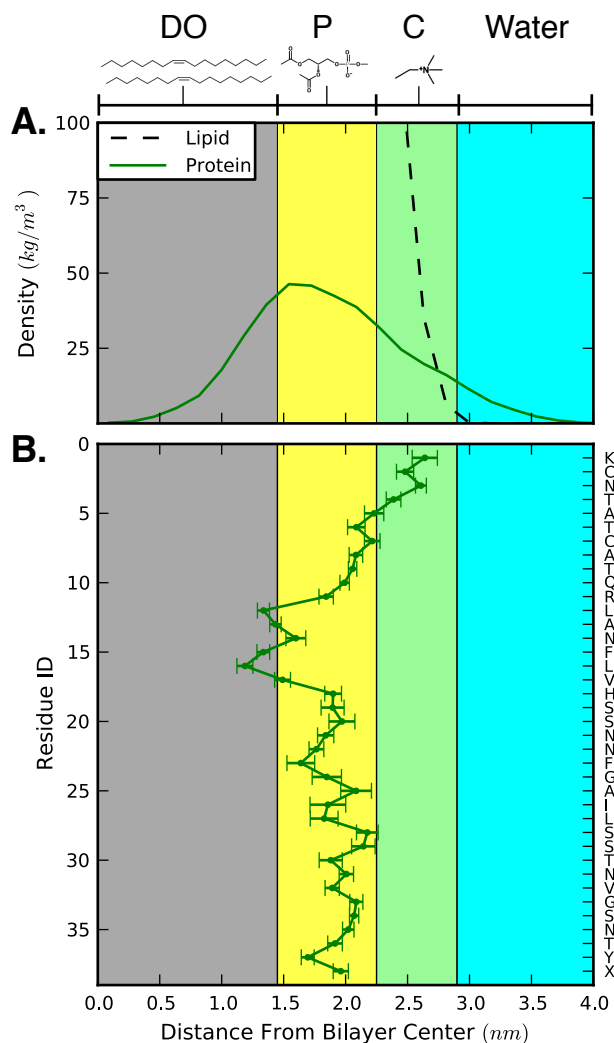 DO P C Water
A.
Lipid
Protein
100
75
50
25
Density (kg/m³)
B.
0
5
10
15
20
25
30
35
Residue ID
K
C
N
T
A
T
C
A
T
Q
R
L
A
N
F
L
V
H
S
S
N
N
F
G
A
I
L
S
S
T
N
V
G
S
N
T
Y
X
0.0 0.5 1.0 1.5 2.0 2.5 3.0 3.5 4.0
Distance From Bilayer Center (nm)